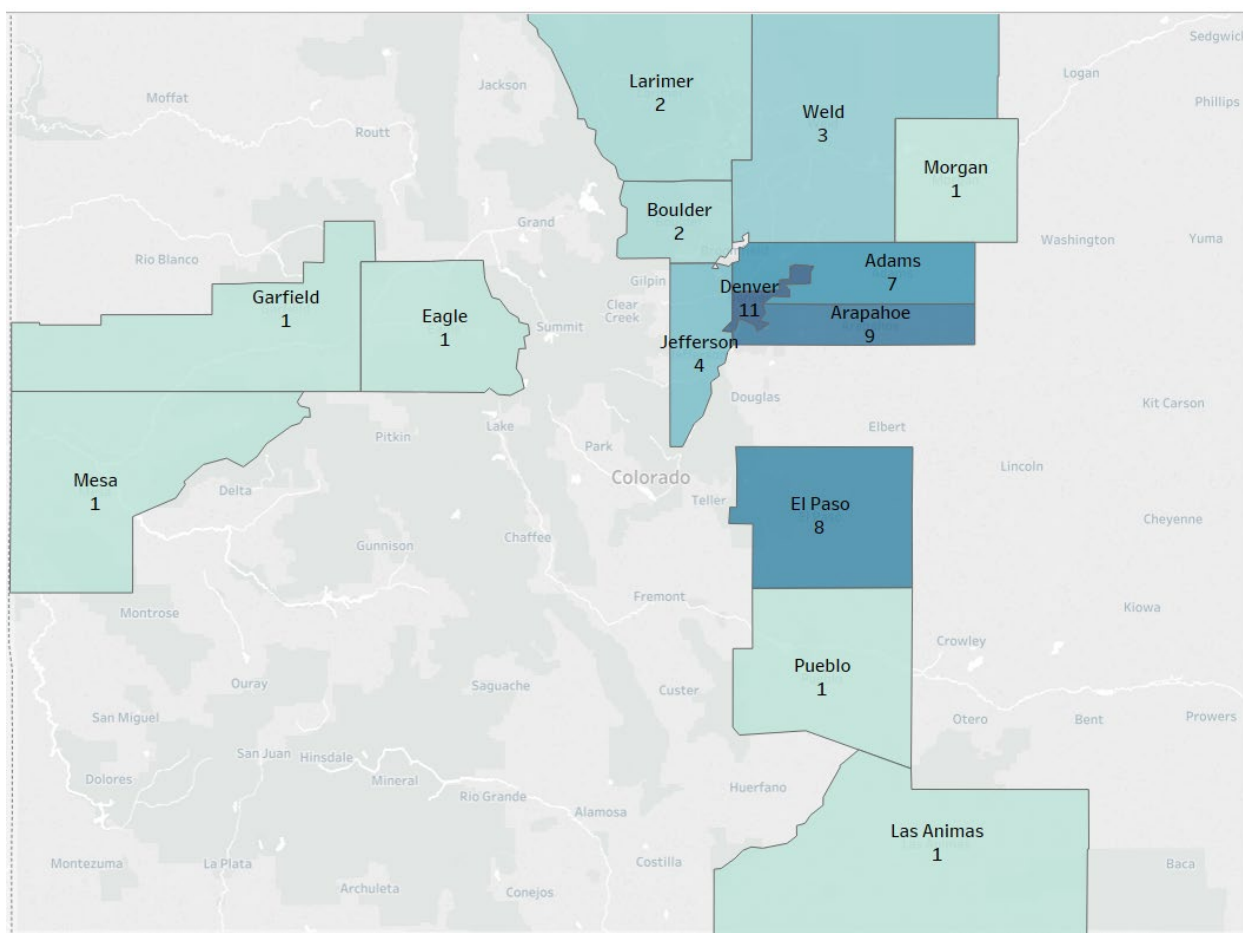 Sedgwick
Logan
Jackson
Larimer
2
Moffat
Phillips
Weld
3
Routt
Morgan
1
Boulder
2
Grand
Washington
Yuma
Rio Blanco
Adams
7
Gilpin
Denver
11
Garfield
1
Clear
Creek
Eagle
1
Arapahoe
9
Summit
Jefferson
4
Douglas
Kit Carson
Lake
Elbert
Pitkin
Park
Lincoln
Colorado
Mesa
1
Delta
Teller
El Paso
8
Cheyenne
Chaffee
Gunnison
Fremont
Kiowa
Montrose
Crowley
Pueblo
1
Ouray
Saguache
Custer
San Miguel
Otero
Bent
Prowers
San Juan
Hinsdale
Dolores
Mineral
Huerfano
Rio Grande
Alamosa
Las Animas
1
Montezuma
La Plata
Costilla
Baca
Archuleta
Conejos